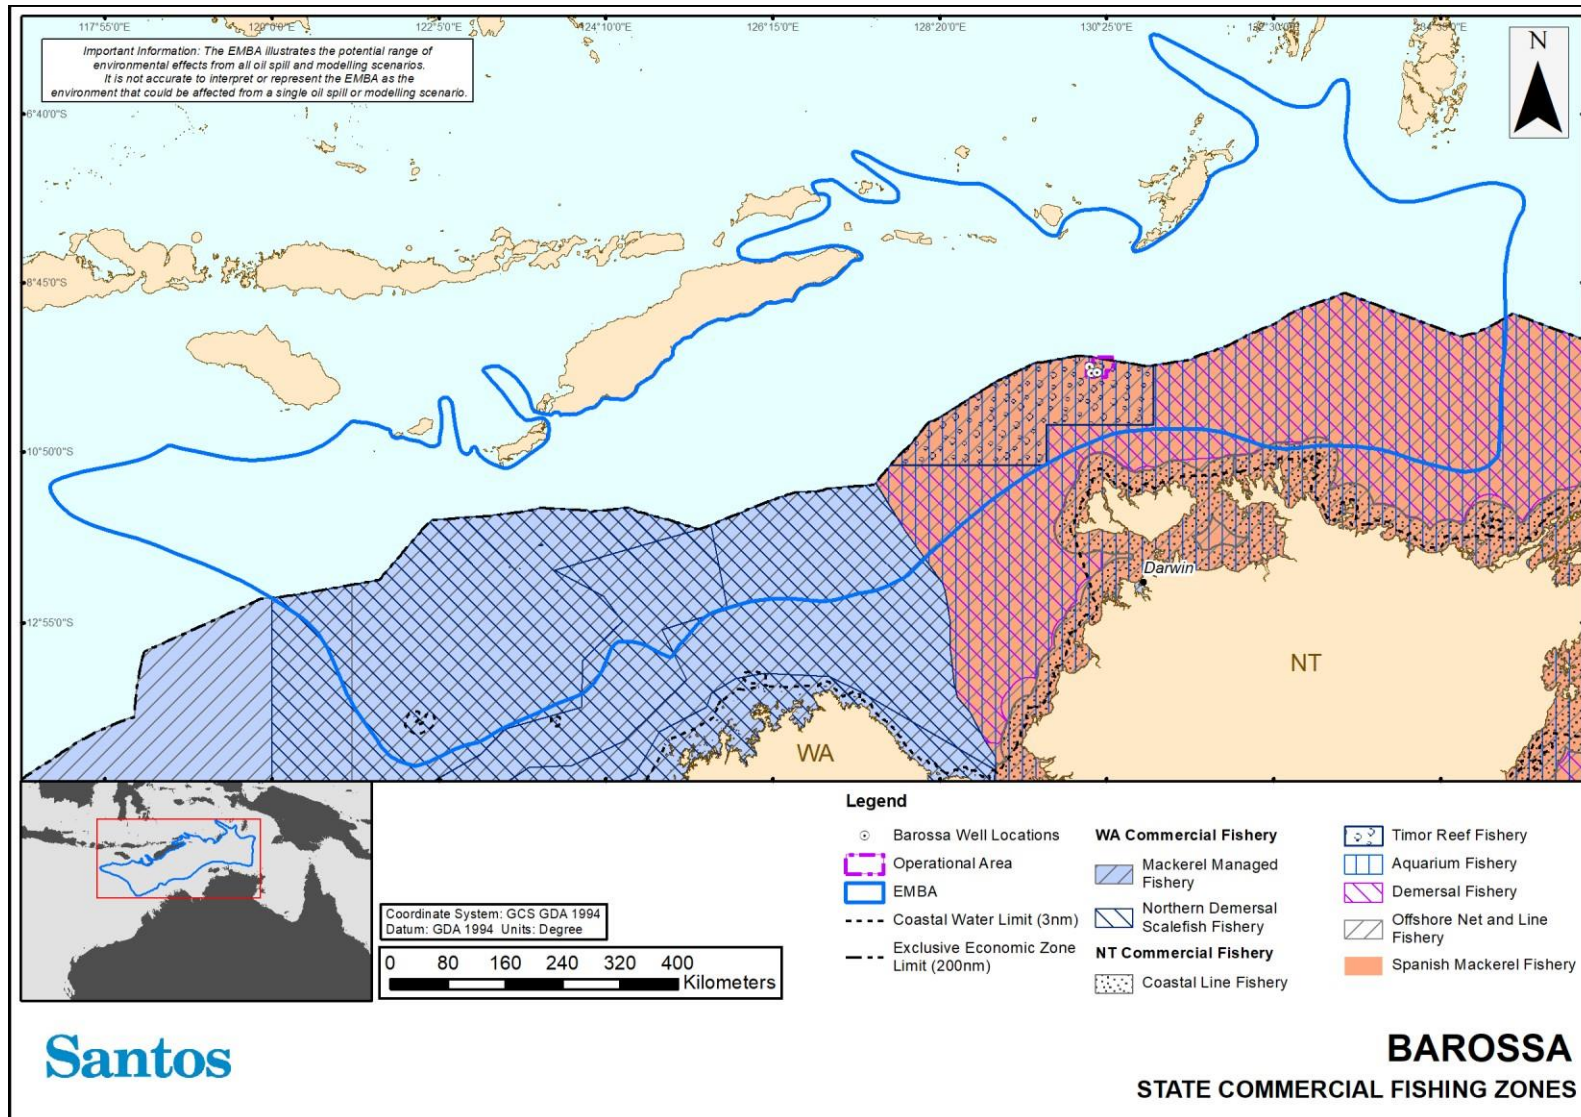 117°55'0"E 120°0'0"E 122°5'0"E 124°10'0"E 126°15'0"E 128°20'0"E 130°25'0"E 132°30'0"E
Important Information: The EMBA illustrates the potential range of
environmental effects from all oil spill and modelling scenarios.
It is not accurate to interpret or represent the EMBA as the
environment that could be affected from a single oil spill or modelling scenario.
N
6°40'0"S
8°45'0"S
10°50'0"S
12°55'0"S
Darwin
NT
WA
Coordinate System: GCS GDA 1994
Datum: GDA 1994 Units: Degree
0 80 160 240 320 400
Kilometers
Legend
Barossa Well Locations
Operational Area
EMBA
Coastal Water Limit (3nm)
Exclusive Economic Zone
Limit (200nm)
WA Commercial Fishery
Mackerel Managed
Fishery
Northern Demersal
Scalefish Fishery
NT Commercial Fishery
Coastal Line Fishery
Timor Reef Fishery
Aquarium Fishery
Demersal Fishery
Offshore Net and Line
Fishery
Spanish Mackerel Fishery
Santos
BAROSSA
STATE COMMERCIAL FISHING ZONES